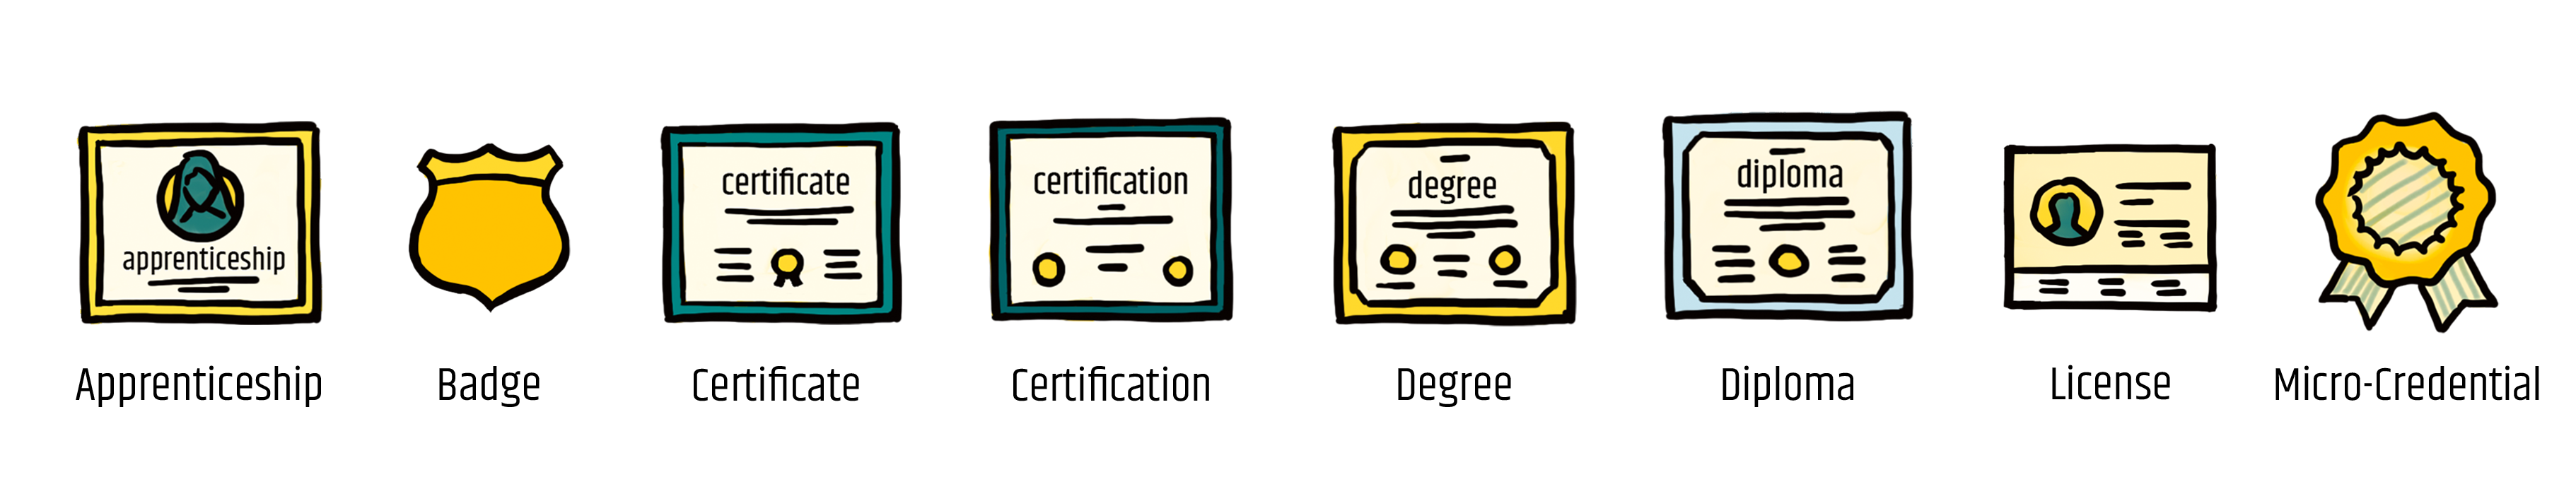 apprenticeship
certificate
certification
degree
diploma
Apprenticeship
Badge
Certificate
Certification
Degree
Diploma
License
Micro-Credential